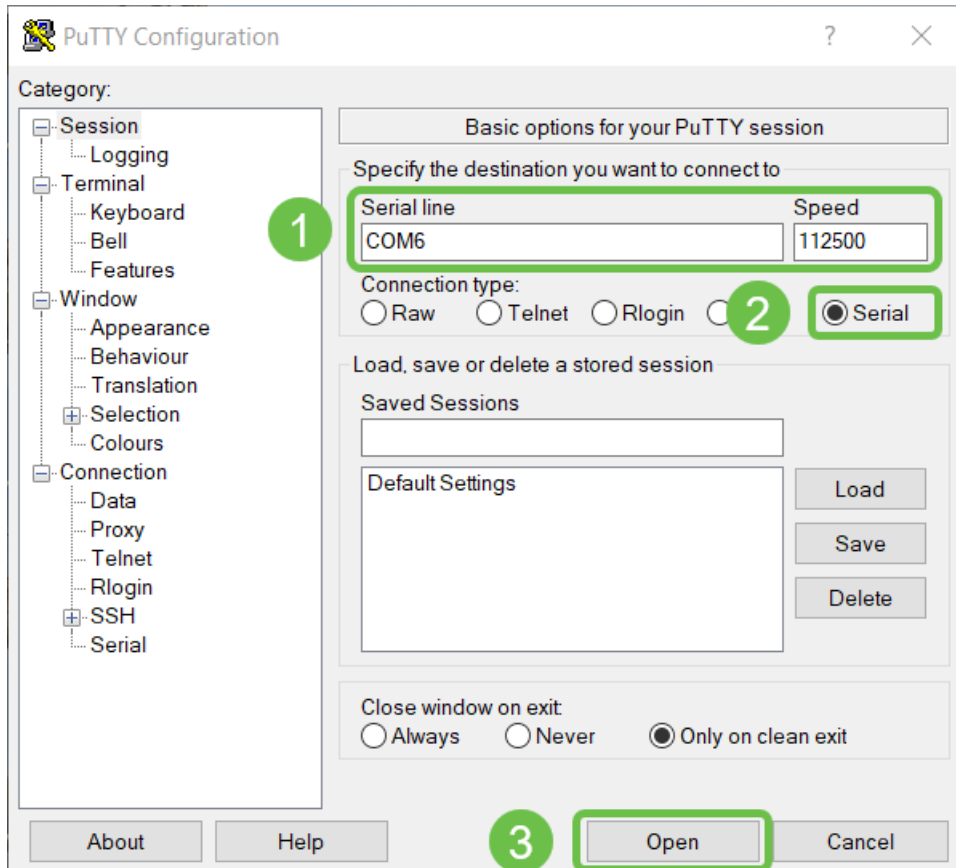 PuTTY Configuration
?
Category:
Session
Logging
Terminal
Keyboard
Bell
Features
Window
Appearance
Behaviour
Translation
Selection
Colours
Connection
Data
Proxy
Telnet
Rlogin
SSH
Serial
Basic options for your PuTTY session
Specify the destination you want to connect to
1
Serial line Speed
COM6 112500
Connection type:
Raw Telnet Rlogin 2 Serial
Load, save or delete a stored session
Saved Sessions
Default Settings
Load
Save
Delete
Close window on exit:
Always Never Only on clean exit
About Help 3 Open Cancel